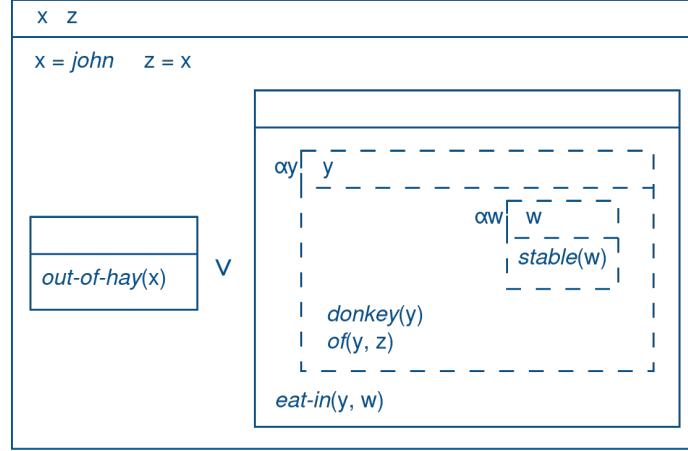 x z
x = john z = x
αy y
αw w
stable(w)
out-of-hay(x) ∨
donkey(y)
of(y, z)
eat-in(y, w)